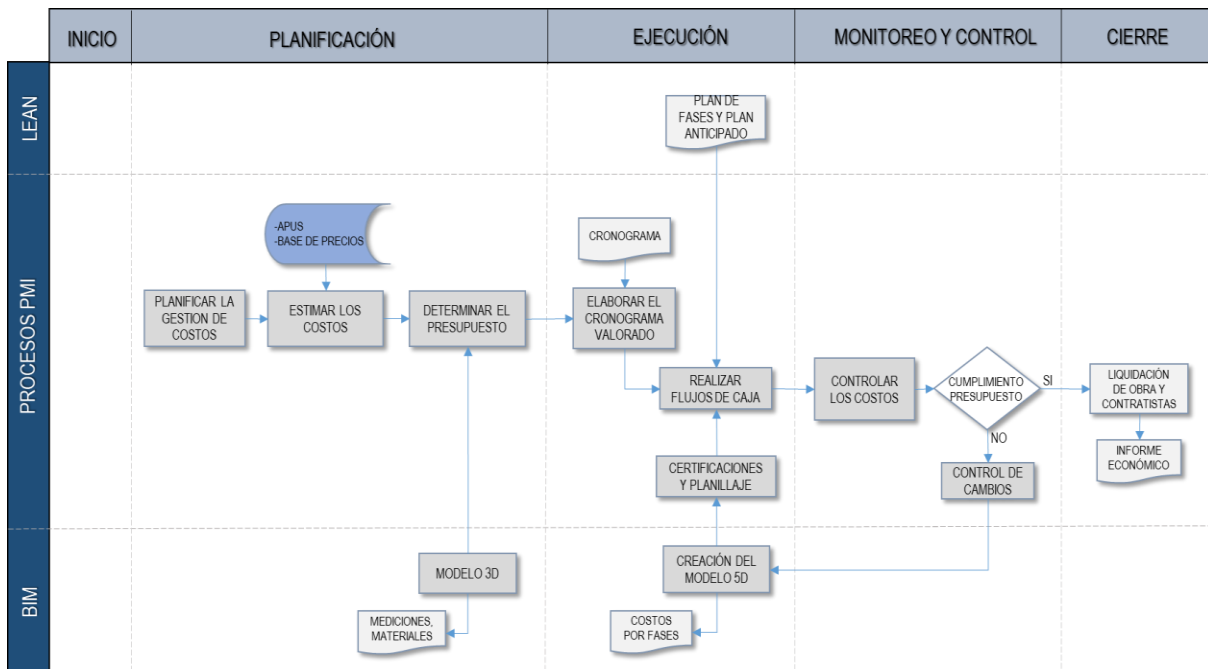 INICIO
PLANIFICACIÓN
EJECUCIÓN
MONITOREO Y CONTROL
CIERRE
LEAN
PLAN DE
FASES Y PLAN
ANTICIPADO
PROCESOS PMI
-APUS
-BASE DE PRECIOS
CRONOGRAMA
PLANIFICAR LA
GESTION DE
COSTOS
ESTIMAR LOS
COSTOS
DETERMINAR EL
PRESUPUESTO
ELABORAR EL
CRONOGRAMA
VALORADO
REALIZAR
FLUJOS DE CAJA
CONTROLAR
LOS COSTOS
CUMPLIMIENTO
PRESUPUESTO
SI
NO
LIQUIDACIÓN
DE OBRA Y
CONTRATISTAS
INFORME
ECONÓMICO
CERTIFICACIONES
Y PLANILLAJE
CONTROL DE
CAMBIOS
BIM
MODELO 3D
CREACIÓN DEL
MODELO 5D
MEDICIONES,
MATERIALES
COSTOS
POR FASES